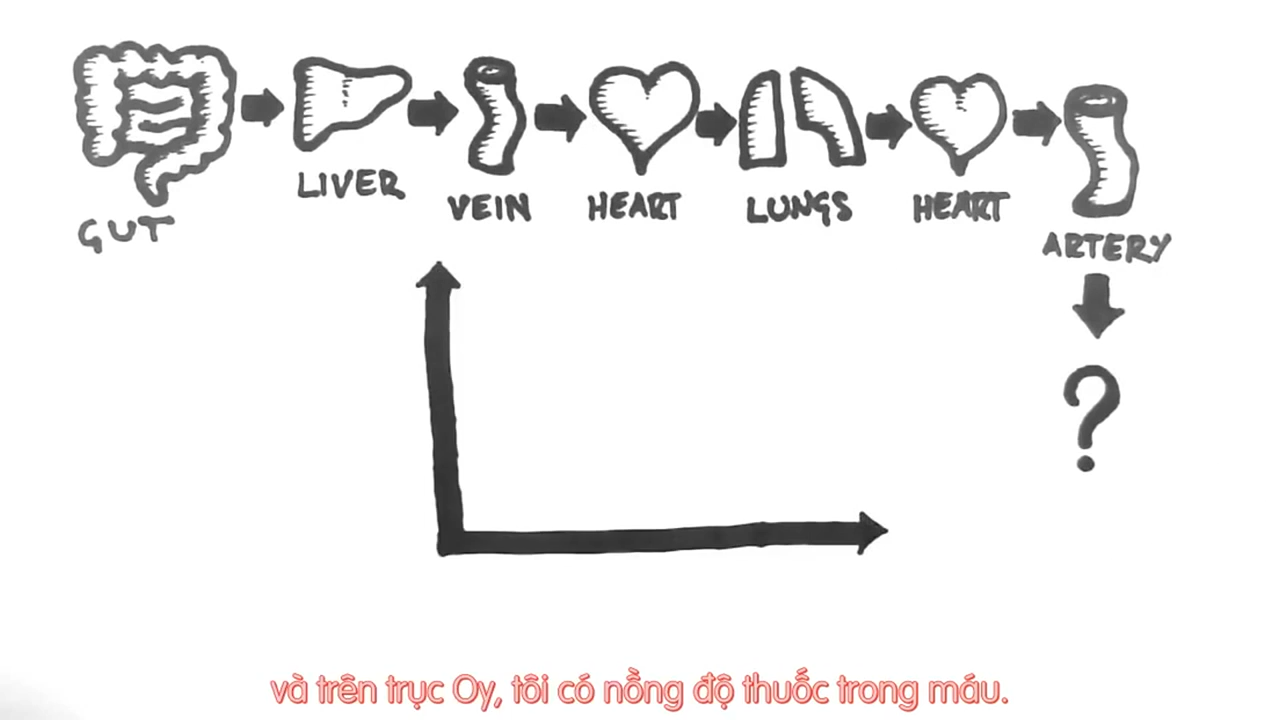 GUT
LIVER
VEIN
HEART
LUNGS
HEART
ARTERY
?
và trên trục Oy, tôi có nồng độ thuốc trong máu.